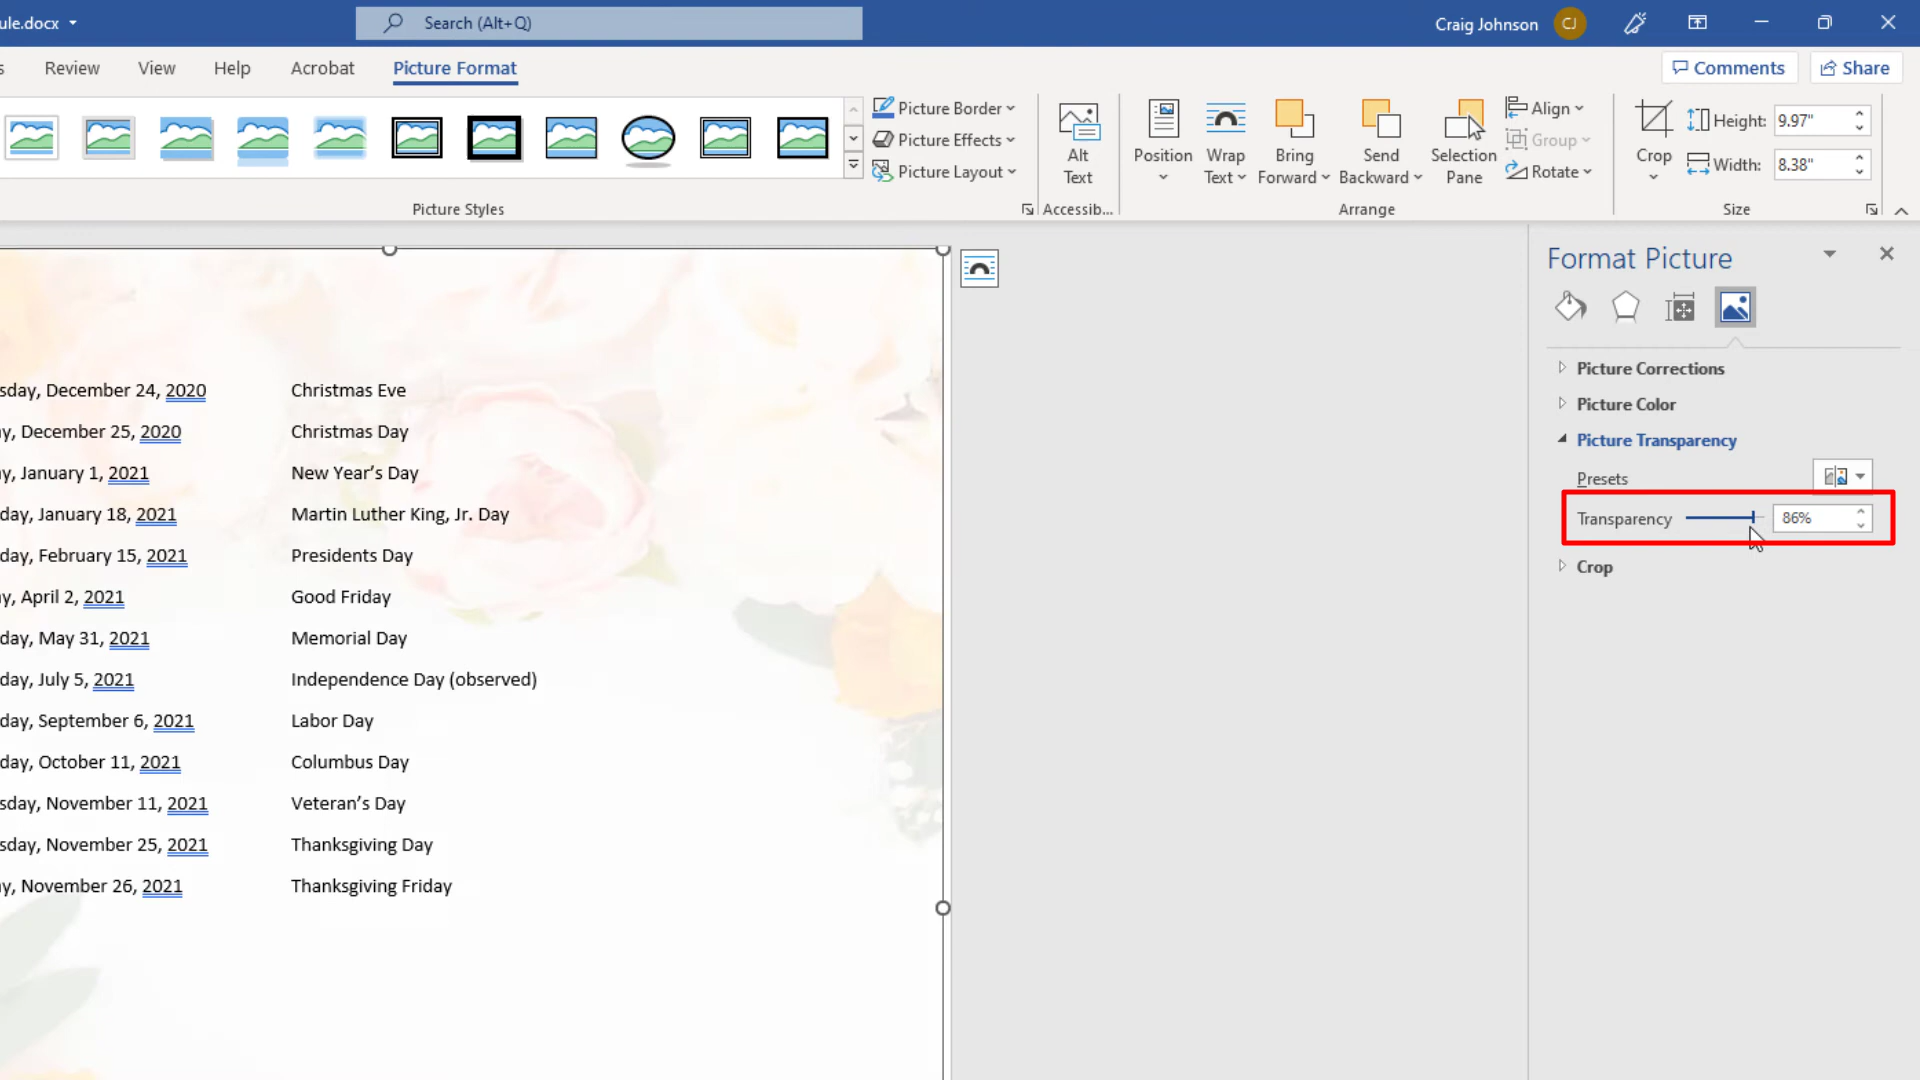 ule.docx
Search (Alt+Q)
Craig Johnson CJ
s Review View Help Acrobat Picture Format
Comments Share
Picture Border
Picture Effects
Picture Layout
Picture Styles
Alt
Text
Accessib...
Position
Wrap
Text
Bring
Forward
Send
Backward
Selection
Pane
Align
Group
Rotate
Arrange
Crop
Height: 9.97"
Width: 8.38"
Size
sday, December 24, 2020 Christmas Eve
y, December 25, 2020 Christmas Day
y, January 1, 2021 New Year’s Day
day, January 18, 2021 Martin Luther King, Jr. Day
day, February 15, 2021 Presidents Day
y, April 2, 2021 Good Friday
day, May 31, 2021 Memorial Day
day, July 5, 2021 Independence Day (observed)
day, September 6, 2021 Labor Day
day, October 11, 2021 Columbus Day
sday, November 11, 2021 Veteran’s Day
sday, November 25, 2021 Thanksgiving Day
y, November 26, 2021 Thanksgiving Friday
Format Picture
Picture Corrections
Picture Color
Picture Transparency
Presets
Transparency 86%
Crop